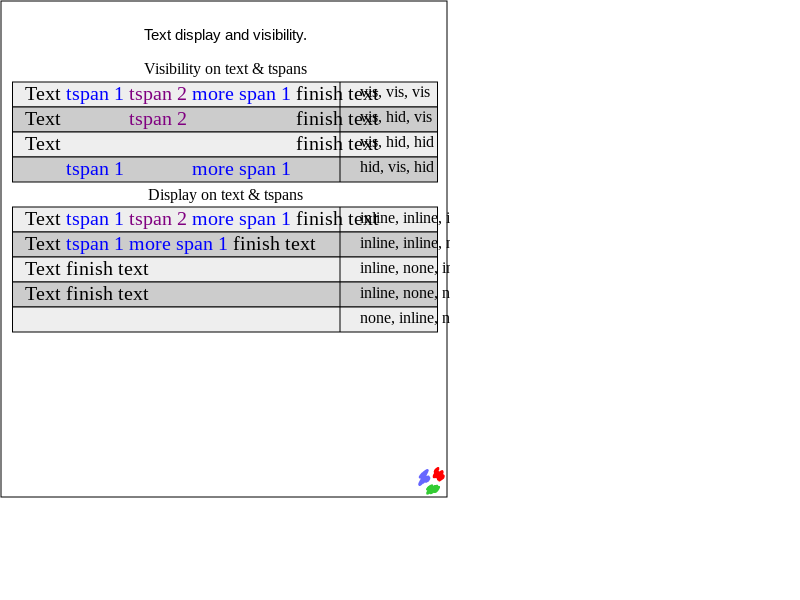 Text display and visibility.
Visibility on text & tspans
Text tspan 1 tspan 2 more span 1 finish text vis, vis, vis
Text tspan 2 finish text vis, hid, vis
Text finish text vis, hid, hid
tspan 1 more span 1 hid, vis, hid
Display on text & tspans
Text tspan 1 tspan 2 more span 1 finish text inline, inline, i
Text tspan 1 more span 1 finish text inline, inline, n
Text finish text inline, none, in
Text finish text inline, none, n
none, inline, n